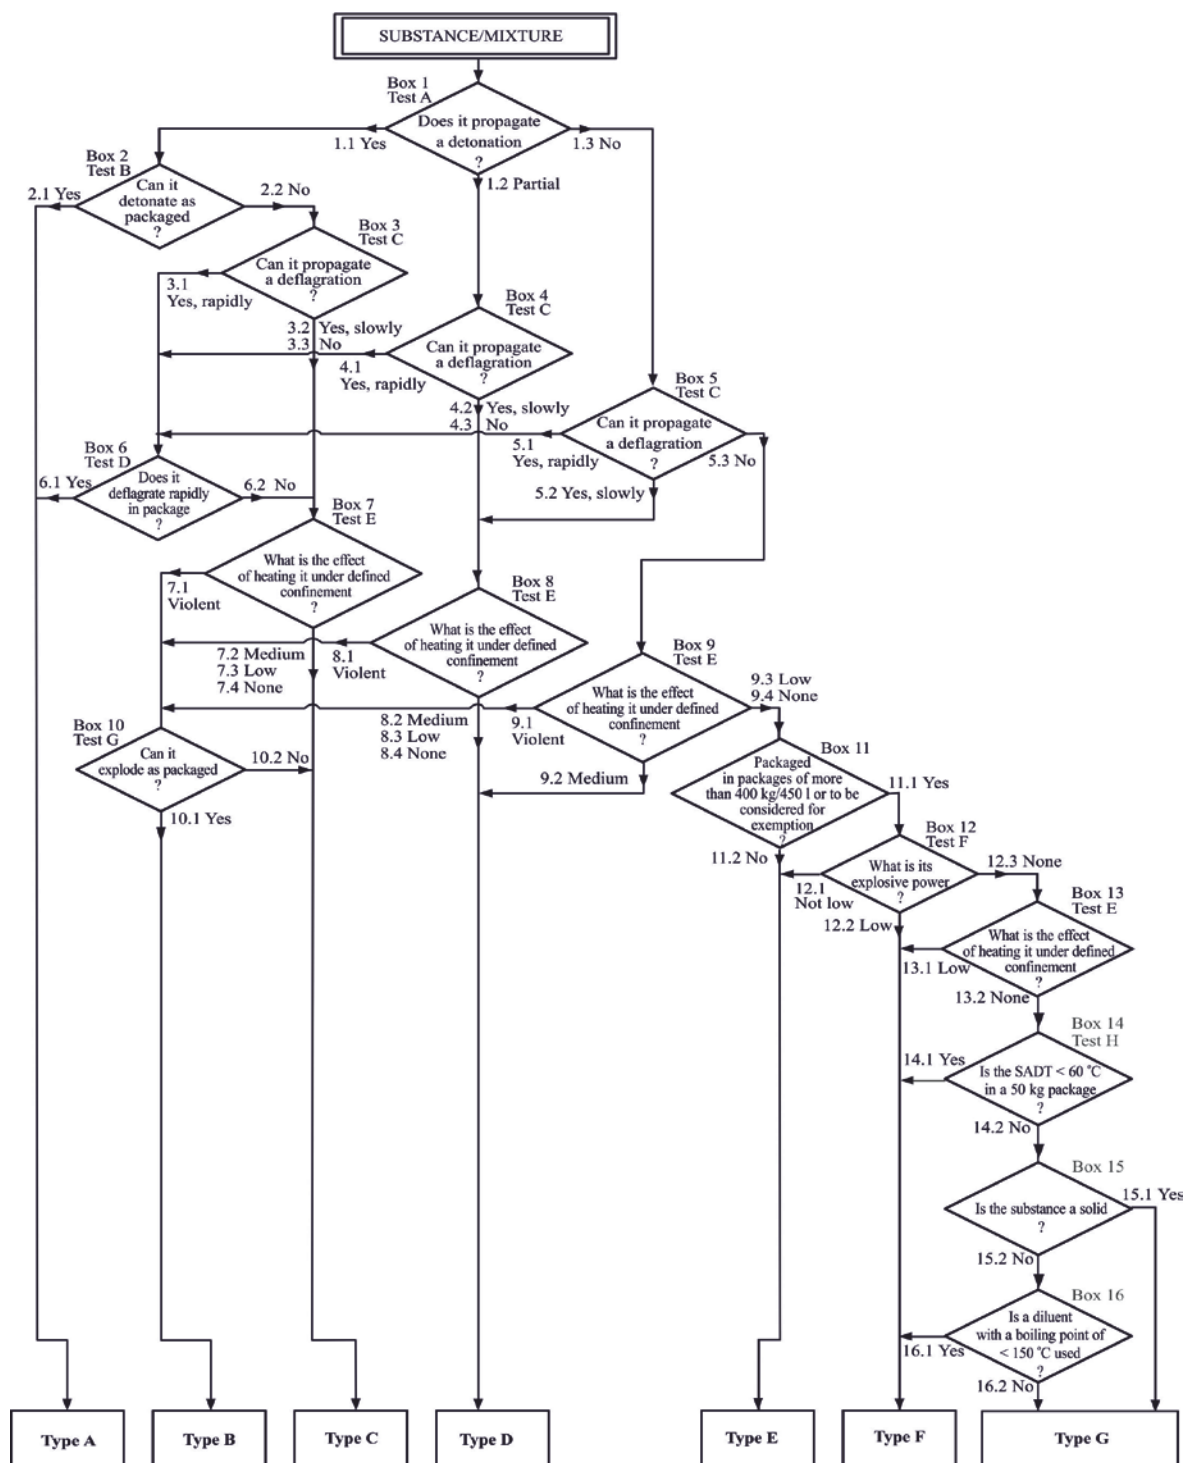 SUBSTANCE/MIXTURE
Box 1
Test A
Does it propagate
a detonation
?
1.1 Yes
1.3 No
1.2 Partial
Box 2
Test B
Can it
detonate as
packaged
?
2.1 Yes
2.2 No
Box 3
Test C
Can it propagate
a deflagration
?
3.1
Yes, rapidly
3.2 Yes, slowly
3.3 No
Box 4
Test C
Can it propagate
a deflagration
?
4.1
Yes, rapidly
4.2 Yes, slowly
4.3 No
Box 5
Test C
Can it propagate
a deflagration
?
5.1
Yes, rapidly
5.3 No
5.2 Yes, slowly
Box 6
Test D
Does it
deflagrate rapidly
in package
?
6.1 Yes
6.2 No
Box 7
Test E
What is the effect
of heating it under defined
confinement
?
7.1
Violent
7.2 Medium
7.3 Low
7.4 None
Box 8
Test E
What is the effect
of heating it under defined
confinement
?
8.1
Violent
8.2 Medium
8.3 Low
8.4 None
Box 9
Test E
What is the effect
of heating it under defined
confinement
?
9.1
Violent
9.3 Low
9.4 None
9.2 Medium
Box 10
Test G
Can it
explode as packaged
?
10.2 No
10.1 Yes
Box 11
Packaged
in packages of more
than 400 kg/450 l or to be
considered for
exemption
?
11.1 Yes
11.2 No
Box 12
Test F
What is its
explosive power
?
12.1
Not low
12.2 Low
12.3 None
Box 13
Test E
What is the effect
of heating it under defined
confinement
?
13.1 Low
13.2 None
Box 14
Test H
Is the SADT < 60 °C
in a 50 kg package
?
14.1 Yes
14.2 No
Box 15
Is the substance a solid
?
15.1 Yes
15.2 No
Box 16
Is a diluent
with a boiling point of
< 150 °C used
?
16.1 Yes
16.2 No
Type A
Type B
Type C
Type D
Type E
Type F
Type G